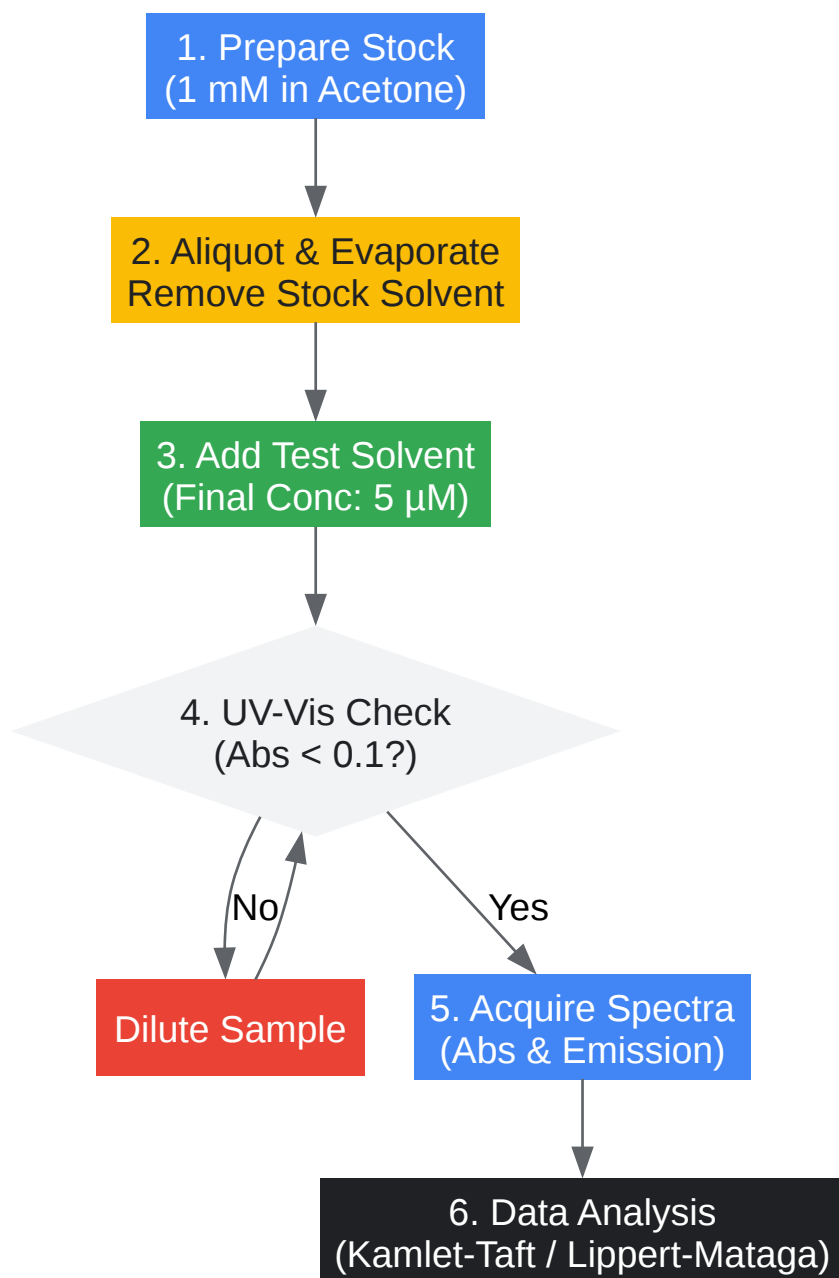 1. Prepare Stock
(1 mM in Acetone)
2. Aliquot & Evaporate
Remove Stock Solvent
3. Add Test Solvent
(Final Conc: 5 µM)
4. UV-Vis Check
(Abs < 0.1?)
No
Yes
Dilute Sample
5. Acquire Spectra
(Abs & Emission)
6. Data Analysis
(Kamlet-Taft / Lippert-Mataga)